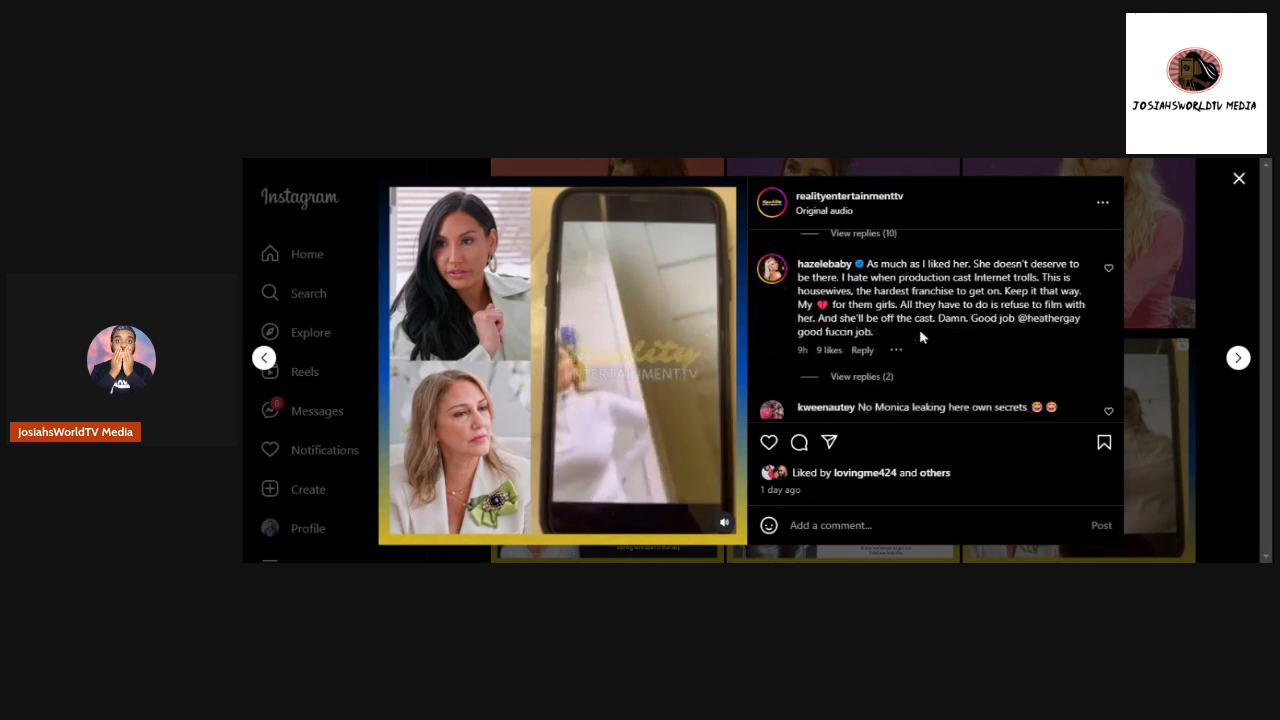 JOSIAHSWORLDTV MEDIA
JosiahsWorldTV Media
Instagram
Home
Search
Explore
Reels
6
Messages
Notifications
Create
Profile
Reality
ENTERTAINMENTTV
realityentertainmenttv
Original audio
View replies (10)
hazelebaby As much as I liked her. She doesn't deserve to
be there. I hate when production cast Internet trolls. This is
housewives, the hardest franchise to get on. Keep it that way.
My 💔 for them girls. All they have to do is refuse to film with
her. And she'll be off the cast. Damn. Good job @heathergay
good fuccin job.
9h 9 likes Reply
View replies (2)
kweenautey No Monica leaking here own secrets
Liked by lovingme424 and others
1 day ago
Add a comment...
Post